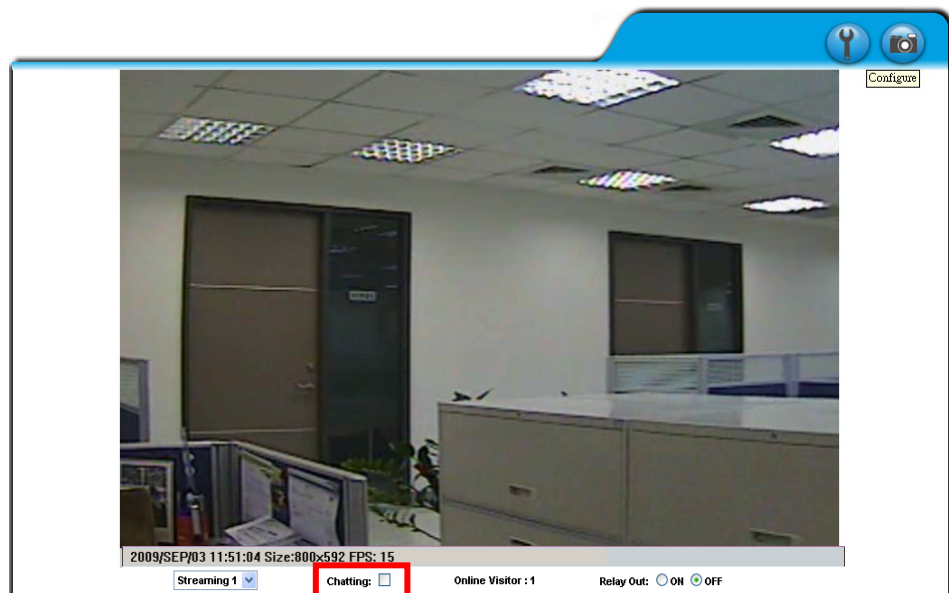 Configure
2009/SEP/03 11:51:04 Size:800x592 FPS: 15
Streaming 1 Chatting: Online Visitor : 1 Relay Out: ON OFF